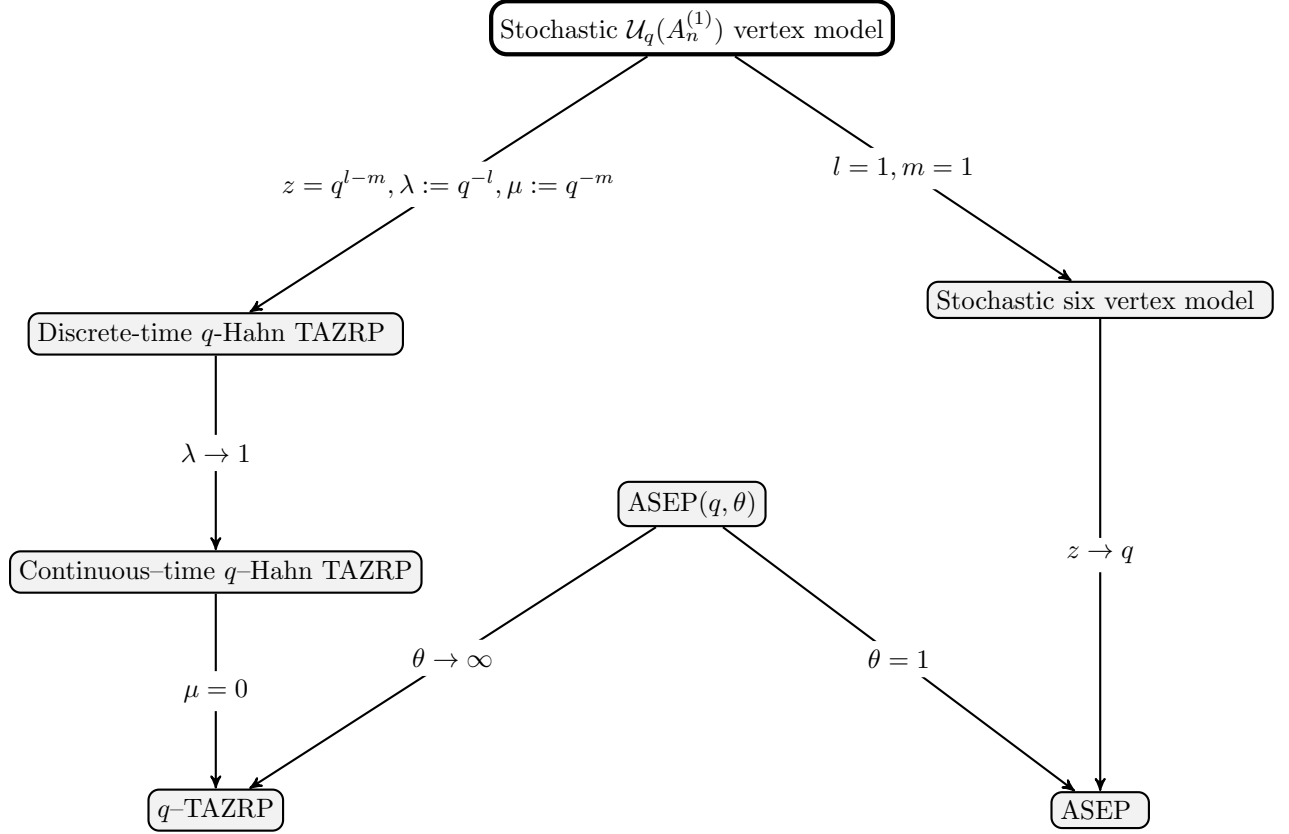 Stochastic $\mathcal{U}_q(A_n^{(1)})$ vertex model
$l = 1, m = 1$
$z = q^{l-m}, \lambda := q^{-l}, \mu := q^{-m}$
Stochastic six vertex model
Discrete-time $q$-Hahn TAZRP
$\lambda \to 1$
ASEP$(q, \theta)$
$z \to q$
Continuous–time $q$–Hahn TAZRP
$\theta \to \infty$
$\theta = 1$
$\mu = 0$
$q$–TAZRP
ASEP